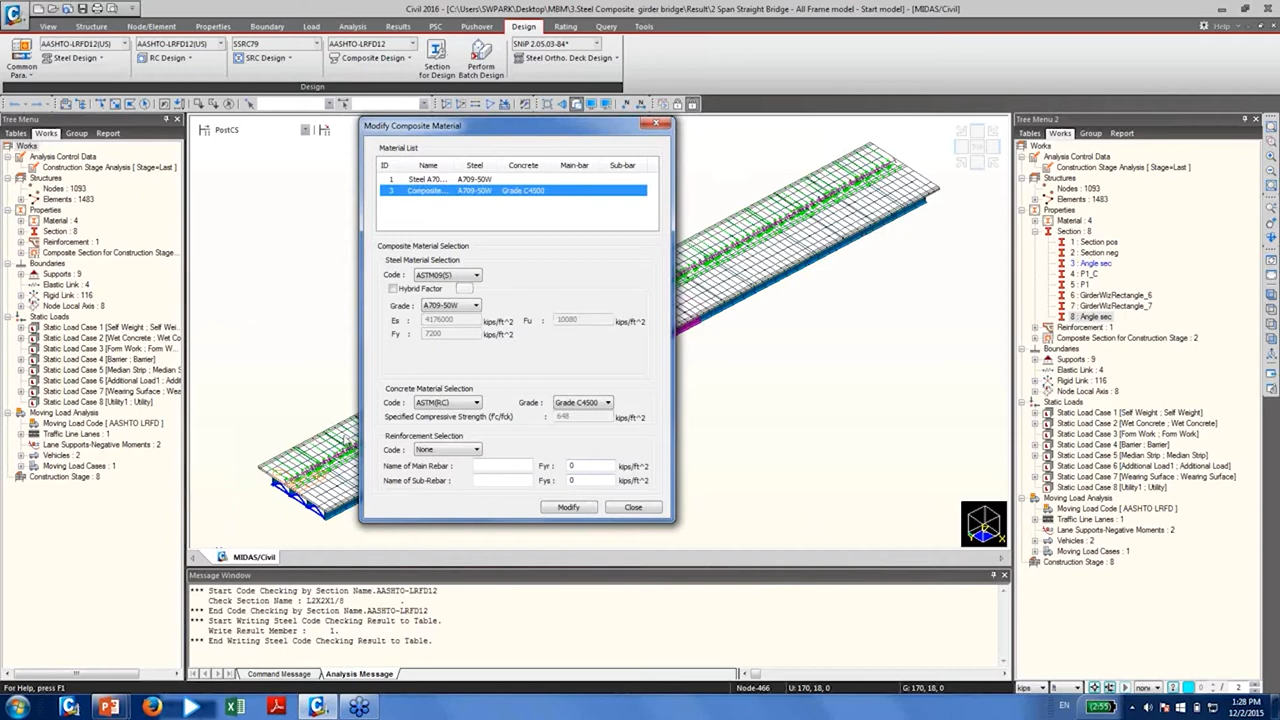 Civil 2016 - [C:\Users\SWPARK\Desktop\MBM\3.Steel Composite girder bridge\Result\2 Span Straight Bridge - All Frame model - Start model] - [MIDAS/Civil]
View Structure Node/Element Properties Boundary Load Analysis Results PSC Pushover Design Rating Query Tools Help
AASHTO-LRFD12(US) AASHTO-LRFD12(US) SSRC79 AASHTO-LRFD12 SNiP 2.05.03-84*
Common Para. Steel Design RC Design SRC Design Composite Design Section for Design Perform Batch Design Steel Ortho. Deck Design
Design
Tree Menu
Tables Works Group Report
Works
Analysis Control Data
Construction Stage Analysis [ Stage=Last ]
Structures
Nodes : 1093
Elements : 1483
Properties
Material : 4
Section : 8
Reinforcement : 1
Composite Section for Construction Stage...
Boundaries
Supports : 9
Elastic Link : 4
Rigid Link : 116
Node Local Axis : 8
Static Loads
Static Load Case 1 [Self Weight ; Self Wei...
Static Load Case 2 [Wet Concrete ; Wet Co...
Static Load Case 3 [Form Work ; Form Wor...
Static Load Case 4 [Barrier ; Barrier]
Static Load Case 5 [Median Strip ; Median S...
Static Load Case 6 [Additional Load1 ; Addi...
Static Load Case 7 [Wearing Surface ; Wea...
Static Load Case 8 [Utility1 ; Utility]
Moving Load Analysis
Moving Load Code [ AASHTO LRFD ]
Traffic Line Lanes : 1
Lane Supports-Negative Moments : 2
Vehicles : 2
Moving Load Cases : 1
Construction Stage : 8
PostCS
Modify Composite Material
Material List
ID Name Steel Concrete Main-bar Sub-bar
1 Steel A70... A709-50W
3 Composite... A709-50W Grade C4500
Composite Material Selection
Steel Material Selection
Code : ASTM09(S)
Hybrid Factor
Grade : A709-50W
Es : 4176000 kips/ft^2 Fu : 10080 kips/ft^2
Fy : 7200 kips/ft^2
Concrete Material Selection
Code : ASTM(RC) Grade : Grade C4500
Specified Compressive Strength (f'c/fck) : 648 kips/ft^2
Reinforcement Selection
Code : None
Name of Main Rebar : Fyr : 0 kips/ft^2
Name of Sub-Rebar : Fys : 0 kips/ft^2
Modify Close
MIDAS/Civil
Message Window
*** Start Code Checking by Section Name.AASHTO-LRFD12
Check Section Name : L2X2X1/8 .
*** End Code Checking by Section Name.AASHTO-LRFD12
*** Start Writing Steel Code Checking Result to Table.
Write Result Member : 1.
*** End Writing Steel Code Checking Result to Table.
Command Message Analysis Message
Tree Menu 2
Tables Works Group Report
Works
Analysis Control Data
Construction Stage Analysis [ Stage=Last ]
Structures
Nodes : 1093
Elements : 1483
Properties
Material : 4
Section : 8
1 : Section pos
2 : Section neg
3 : Angle sec
4 : P1_C
5 : P1
6 : GirderWizRectangle_6
7 : GirderWizRectangle_7
8 : Angle sec
Reinforcement : 1
Composite Section for Construction Stage : 2
Boundaries
Supports : 9
Elastic Link : 4
Rigid Link : 116
Node Local Axis : 8
Static Loads
Static Load Case 1 [Self Weight ; Self Weight]
Static Load Case 2 [Wet Concrete ; Wet Concrete]
Static Load Case 3 [Form Work ; Form Work]
Static Load Case 4 [Barrier ; Barrier]
Static Load Case 5 [Median Strip ; Median Strip]
Static Load Case 6 [Additional Load1 ; Additional Load]
Static Load Case 7 [Wearing Surface ; Wearing Surface]
Static Load Case 8 [Utility1 ; Utility]
Moving Load Analysis
Moving Load Code [ AASHTO LRFD ]
Traffic Line Lanes : 1
Lane Supports-Negative Moments : 2
Vehicles : 2
Moving Load Cases : 1
Construction Stage : 8
For Help, press F1 Node-466 U: 170, 18, 0 G: 170, 18, 0 kips ft none 0 / 2
EN (2:55) 1:28 PM
12/2/2015